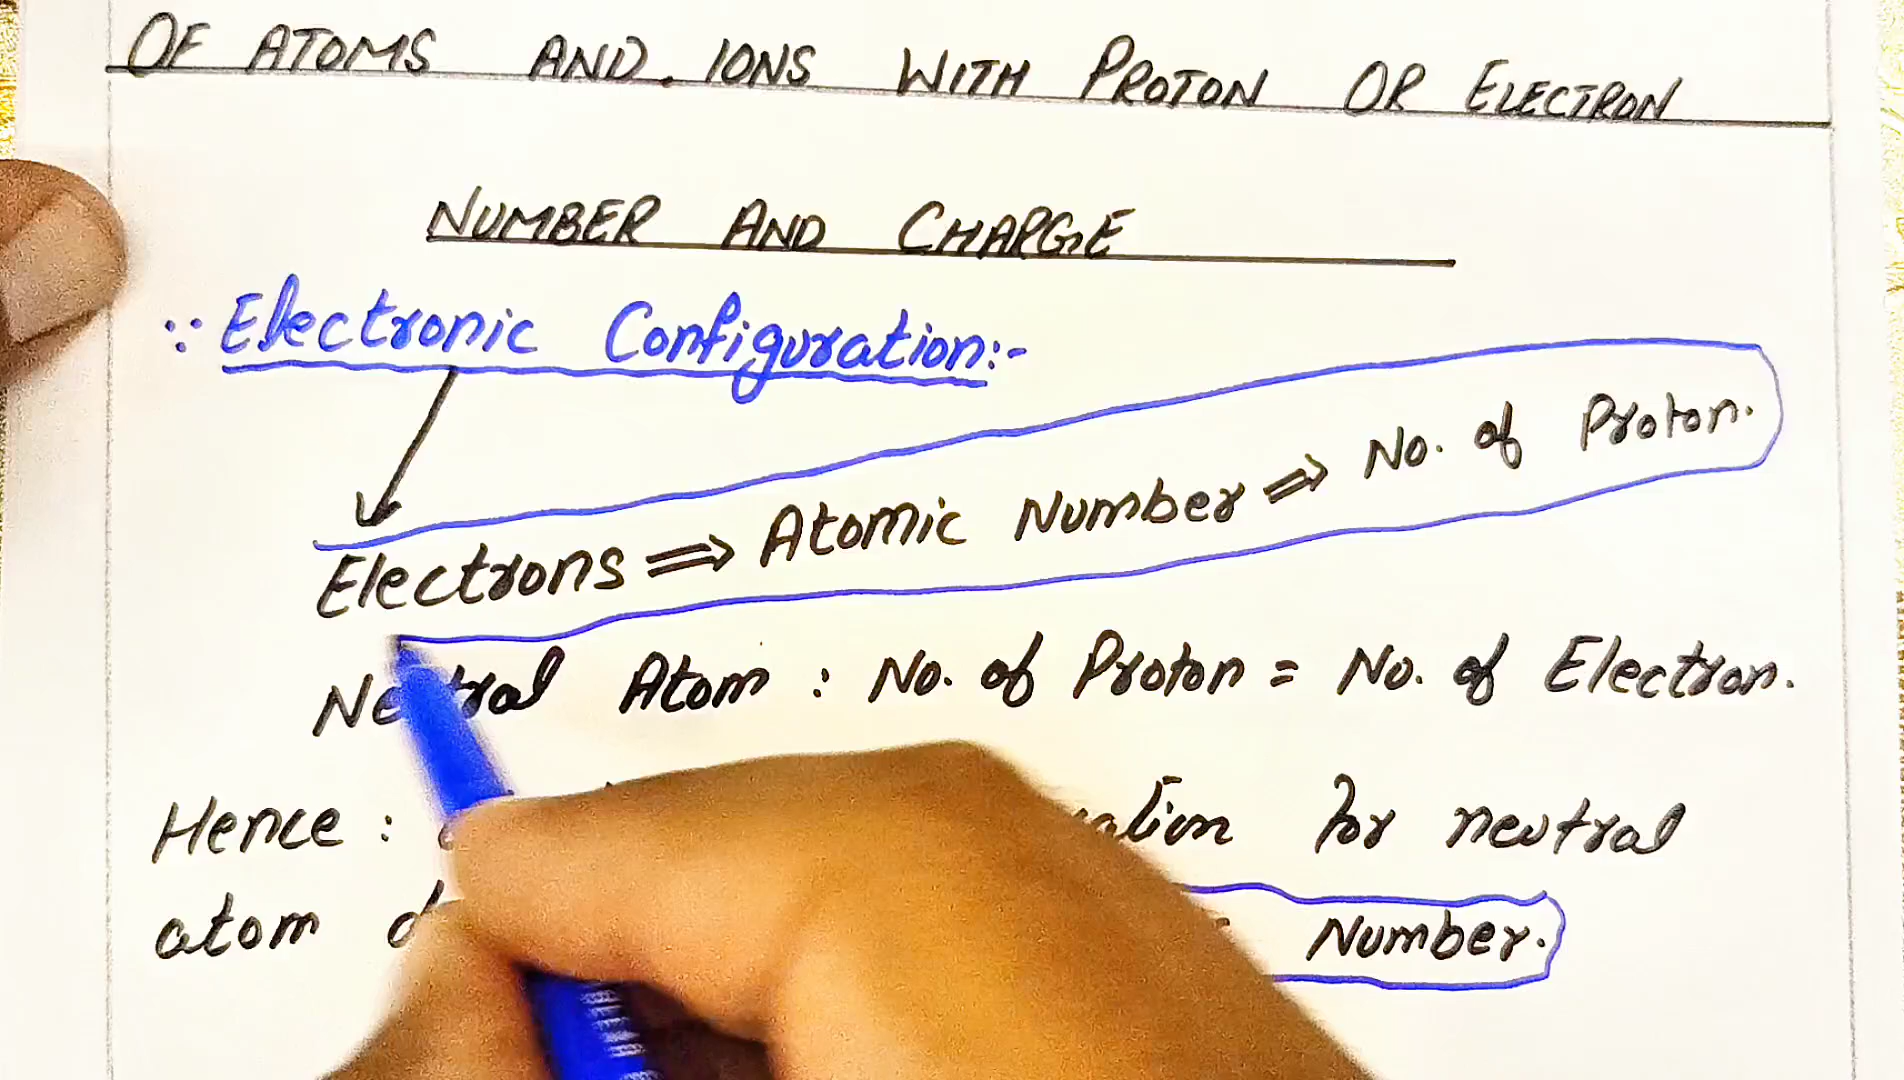 OF ATOMS AND IONS WITH PROTON OR ELECTRON
NUMBER AND CHARGE
Electronic Configuration:-
Electrons ⇒ Atomic Number ⇒ No. of Proton.
Neutral Atom : No. of Proton = No. of Electron.
Hence : for neutral
atom Number.